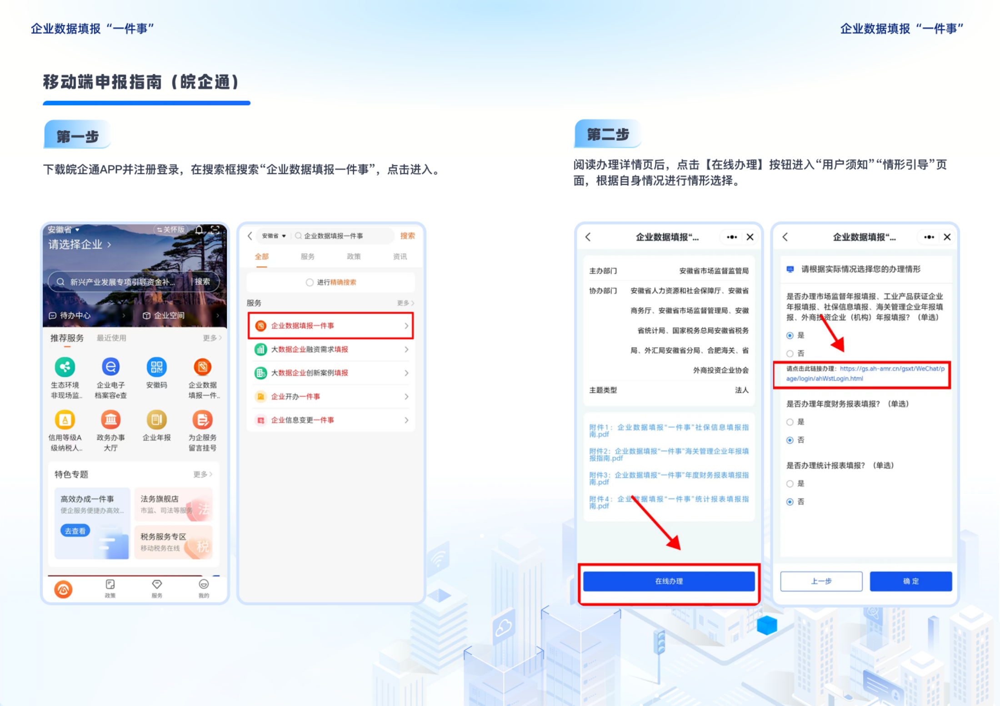 企业数据填报“一件事”
企业数据填报“一件事”
移动端申报指南（皖企通）
第一步
下载皖企通APP并注册登录，在搜索框搜索“企业数据填报一件事”，点击进入。
安徽省
关怀版
请选择企业
新兴产业发展专项引导资金补...
搜索
待办中心
企业空间
推荐服务 最近使用 更多
生态环境 企业电子 安徽码 企业数据
非现场监.. 档案容e查 填报一件..
信用等级A 政务办事 企业年报 为企服务
级纳税人.. 大厅 留言挂号
特色专题 更多
高效办成一件事
便企服务便捷办高效...
去查看
法务旗舰店
市监、司法等服务
法
税务服务专区
移动税务在线
税
政策 服务 我的
安徽省 企业数据填报一件事 搜索
全部 服务 政策 资讯
进行精确搜索
服务 更多
企业数据填报一件事
大数据企业融资需求填报
大数据企业创新案例填报
企业开办一件事
企业信息变更一件事
第二步
阅读办理详情页后，点击【在线办理】按钮进入“用户须知”“情形引导”页
面，根据自身情况进行情形选择。
企业数据填报“...
主办部门 安徽省市场监督监管局
协办部门 安徽省人力资源和社会保障厅、安徽省
商务厅、安徽省市场监督管理局、安徽
省统计局、国家税务总局安徽省税务
局、外汇局安徽省分局、合肥海关、省
外商投资企业协会
主题类型 法人
附件1：企业数据填报“一件事”社保信息填报指
南.pdf
附件2：企业数据填报“一件事”海关管理企业年报填
报指南.pdf
附件3：企业数据填报“一件事”年度财务报表填报指
南.pdf
附件4：企业数据填报“一件事”统计报表填报指
南.pdf
在线办理
企业数据填报“...
请根据实际情况选择您的办理情形
是否办理市场监督年报填报、工业产品获证企业
年报填报、社保信息填报、海关管理企业年报填
报、外商投资企业（机构）年报填报？（单选）
是
否
请点击此链接办理：https://gs.ah-amr.cn/gsxt/WeChat/p
age/login/ahWstLogin.html
是否办理年度财务报表填报？（单选）
是
否
是否办理统计报表填报？（单选）
是
否
上一步
确 定